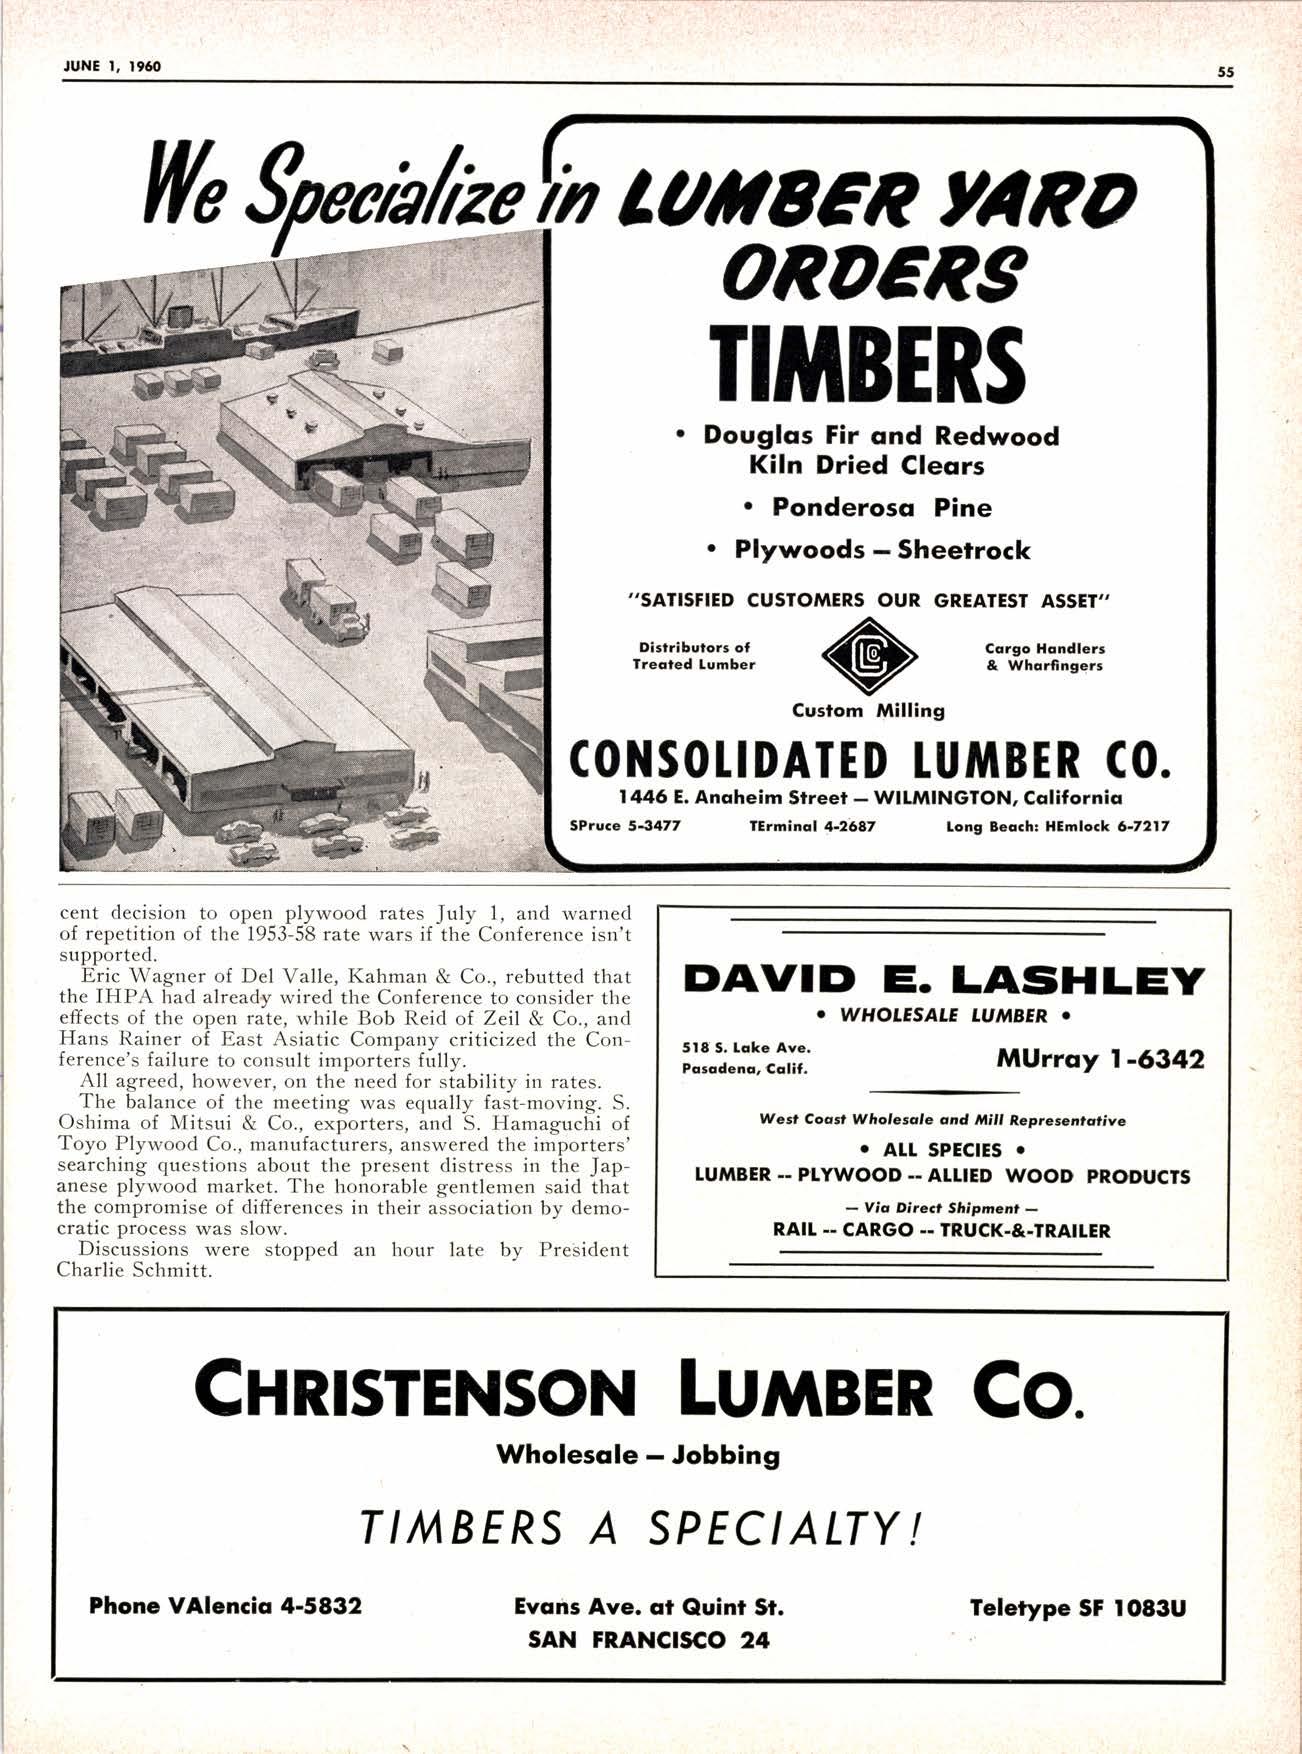 JUNE 1, 1960
55
We Specialize in LUMBER YARD
ORDERS
TIMBERS
• Douglas Fir and Redwood
Kiln Dried Clears
• Ponderosa Pine
• Plywoods — Sheetrock
"SATISFIED CUSTOMERS OUR GREATEST ASSET"
Distributors of
Treated Lumber
CLCo
Cargo Handlers
& Wharfingers
Custom Milling
CONSOLIDATED LUMBER CO.
1446 E. Anaheim Street — WILMINGTON, California
SPruce 5-3477 TErminal 4-2687 Long Beach: HEmlock 6-7217
cent decision to open plywood rates July 1, and warned
of repetition of the 1953-58 rate wars if the Conference isn't
supported.
Eric Wagner of Del Valle, Kahman & Co., rebutted that
the IHPA had already wired the Conference to consider the
effects of the open rate, while Bob Reid of Zeil & Co., and
Hans Rainer of East Asiatic Company criticized the Con-
ference's failure to consult importers fully.
All agreed, however, on the need for stability in rates.
The balance of the meeting was equally fast-moving. S.
Oshima of Mitsui & Co., exporters, and S. Hamaguchi of
Toyo Plywood Co., manufacturers, answered the importers'
searching questions about the present distress in the Jap-
anese plywood market. The honorable gentlemen said that
the compromise of differences in their association by demo-
cratic process was slow.
Discussions were stopped an hour late by President
Charlie Schmitt.
DAVID E. LASHLEY
• WHOLESALE LUMBER •
518 S. Lake Ave.
Pasadena, Calif.
MUrray 1-6342
West Coast Wholesale and Mill Representative
• ALL SPECIES •
LUMBER -- PLYWOOD -- ALLIED WOOD PRODUCTS
— Via Direct Shipment —
RAIL -- CARGO -- TRUCK-&-TRAILER
CHRISTENSON LUMBER CO.
Wholesale — Jobbing
TIMBERS A SPECIALTY!
Phone VAlencia 4-5832
Evans Ave. at Quint St.
SAN FRANCISCO 24
Teletype SF 1083U